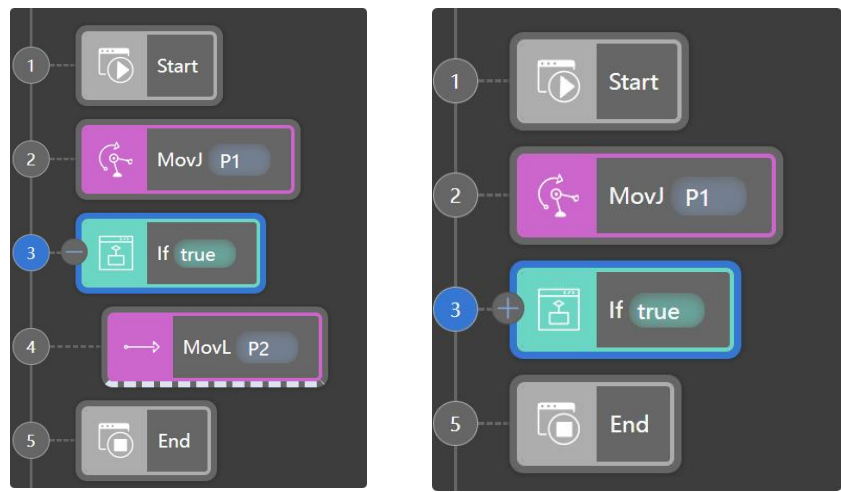 1 Start
2 MovJ P1
3 If true
4 MovL P2
5 End
1 Start
2 MovJ P1
3 If true
5 End